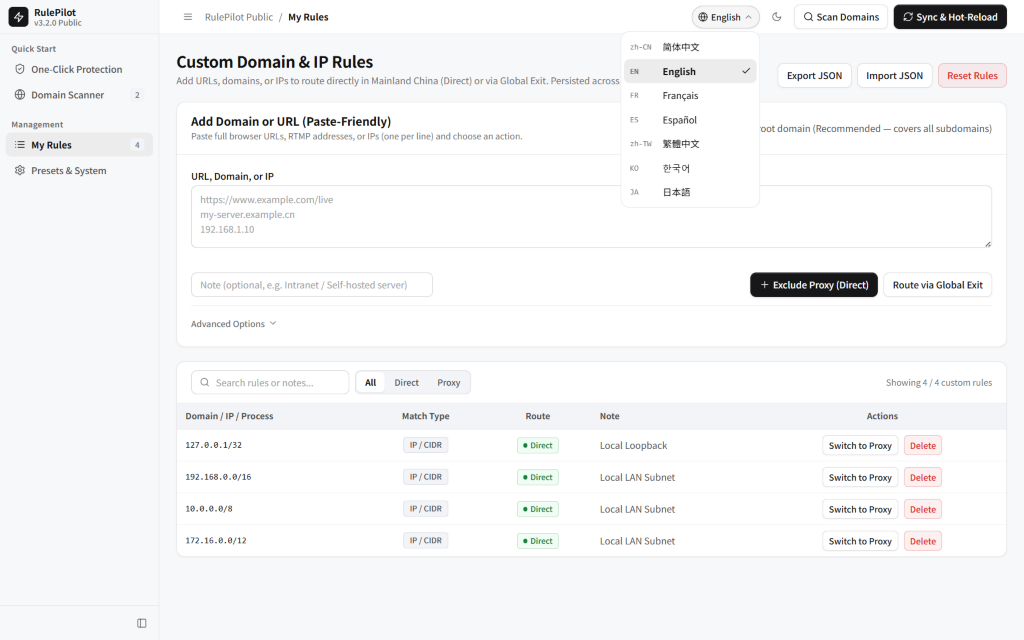 RulePilot
v3.2.0 Public
Quick Start
One-Click Protection
Domain Scanner 2
Management
My Rules 4
Presets & System
RulePilot Public / My Rules
English
Scan Domains
Sync & Hot-Reload
zh-CN 简体中文
EN English
FR Français
ES Español
zh-TW 繁體中文
KO 한국어
JA 日本語
Custom Domain & IP Rules
Add URLs, domains, or IPs to route directly in Mainland China (Direct) or via Global Exit. Persisted across
Export JSON
Import JSON
Reset Rules
Add Domain or URL (Paste-Friendly)
Paste full browser URLs, RTMP addresses, or IPs (one per line) and choose an action.
root domain (Recommended — covers all subdomains)
URL, Domain, or IP
https://www.example.com/live
my-server.example.cn
192.168.1.10
Note (optional, e.g. Intranet / Self-hosted server)
Exclude Proxy (Direct)
Route via Global Exit
Advanced Options
Search rules or notes...
All Direct Proxy
Showing 4 / 4 custom rules
Domain / IP / Process Match Type Route Note Actions
127.0.0.1/32 IP / CIDR Direct Local Loopback Switch to Proxy Delete
192.168.0.0/16 IP / CIDR Direct Local LAN Subnet Switch to Proxy Delete
10.0.0.0/8 IP / CIDR Direct Local LAN Subnet Switch to Proxy Delete
172.16.0.0/12 IP / CIDR Direct Local LAN Subnet Switch to Proxy Delete